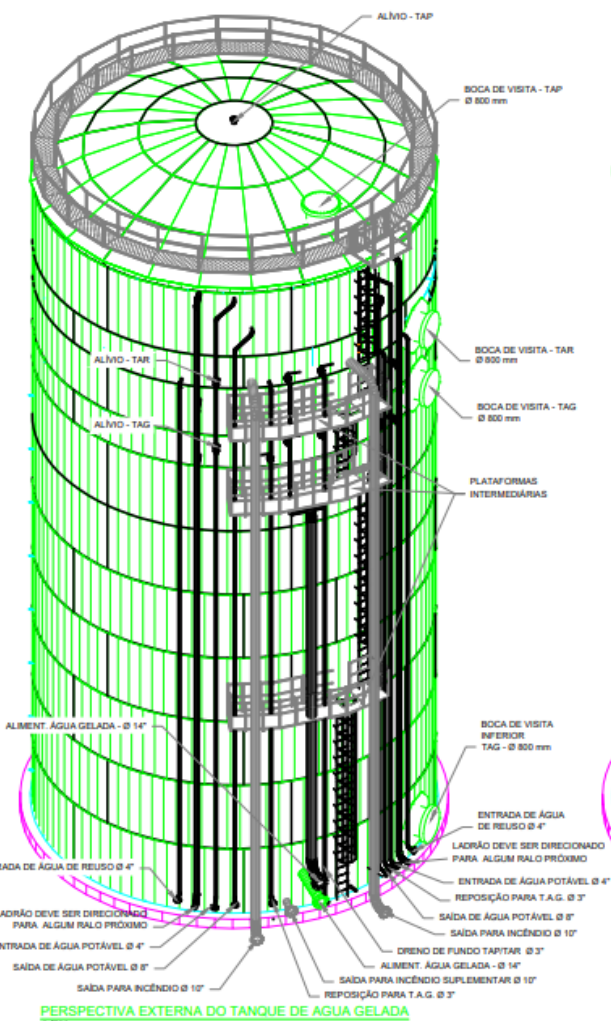 ALÍVIO - TAP
BOCA DE VISITA - TAP
Ø 800 mm
ALÍVIO - TAR
BOCA DE VISITA - TAR
Ø 800 mm
BOCA DE VISITA - TAG
Ø 800 mm
ALÍVIO - TAG
PLATAFORMAS
INTERMEDIÁRIAS
ALIMENT. ÁGUA GELADA - Ø 14"
BOCA DE VISITA
INFERIOR
TAG - Ø 800 mm
ENTRADA DE ÁGUA
DE REUSO Ø 4"
LADRÃO DEVE SER DIRECIONADO
PARA ALGUM RALO PRÓXIMO
RADA DE ÁGUA DE REUSO Ø 4"
ENTRADA DE ÁGUA POTÁVEL Ø 4"
REPOSIÇÃO PARA T.A.G. Ø 3"
ADRÃO DEVE SER DIRECIONADO
PARA ALGUM RALO PRÓXIMO
SAÍDA DE ÁGUA POTÁVEL Ø 8"
SAÍDA PARA INCÊNDIO Ø 10"
NTRADA DE ÁGUA POTÁVEL Ø 4"
DRENO DE FUNDO TAP/TAR Ø 3"
SAÍDA DE ÁGUA POTÁVEL Ø 8"
ALIMENT. ÁGUA GELADA - Ø 14"
SAÍDA PARA INCÊNDIO SUPLEMENTAR Ø 10"
SAÍDA PARA INCÊNDIO Ø 10"
REPOSIÇÃO PARA T.A.G. Ø 3"
PERSPECTIVA EXTERNA DO TANQUE DE AGUA GELADA